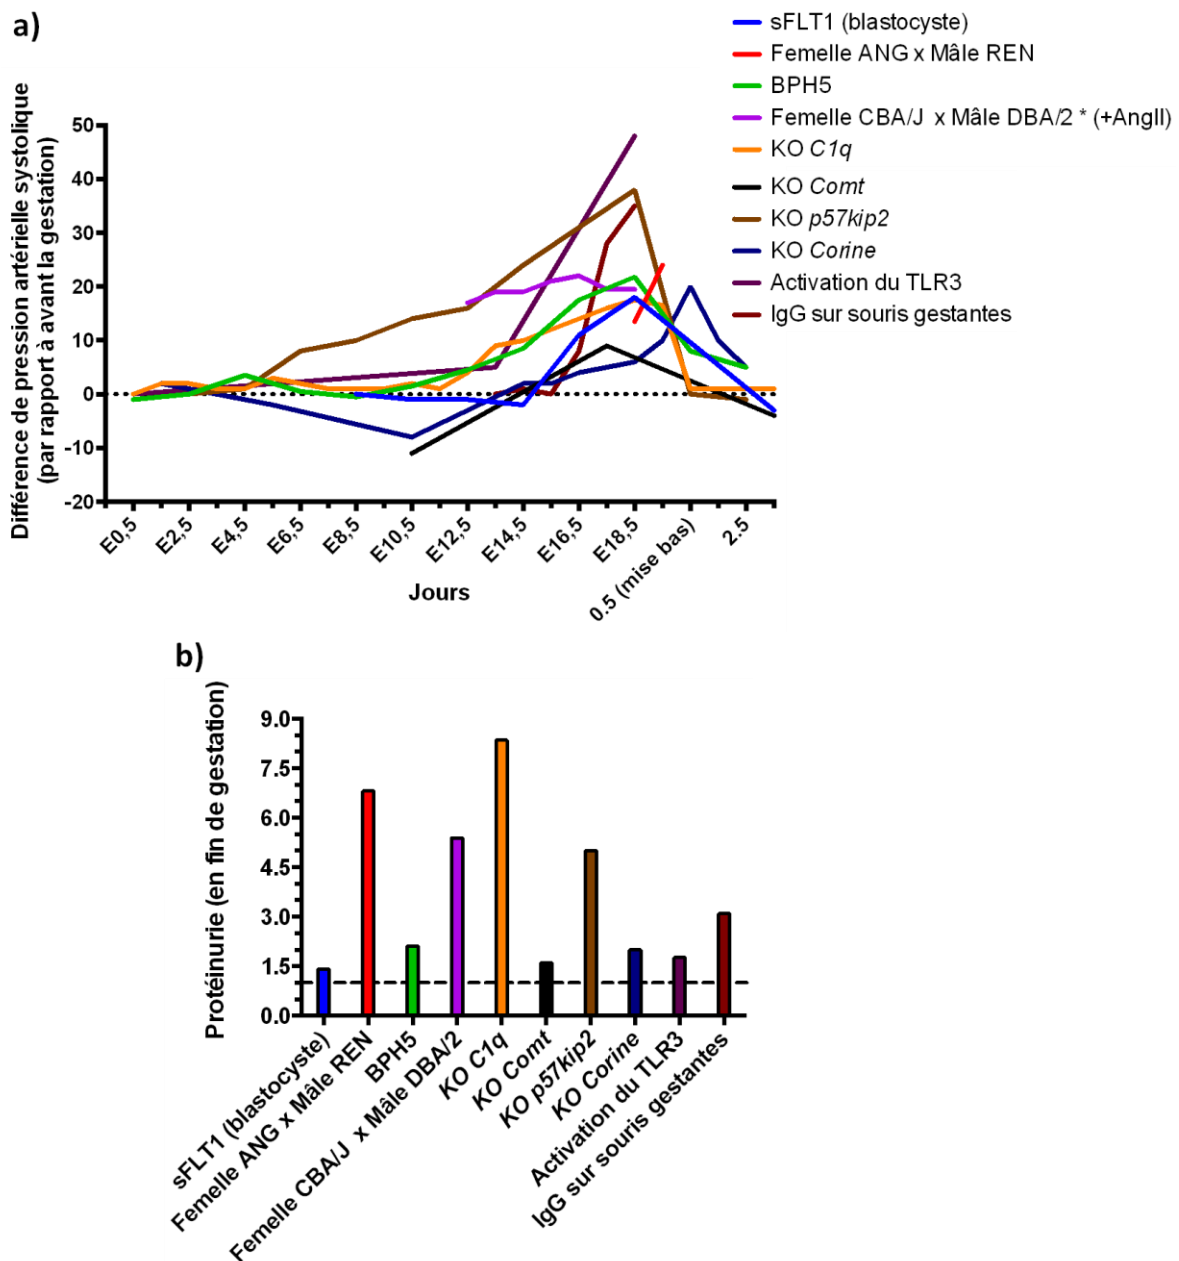 a)
sFLT1 (blastocyste)
Femelle ANG x Mâle REN
BPH5
Femelle CBA/J x Mâle DBA/2 * (+AngII)
KO C1q
KO Comt
KO p57kip2
KO Corine
Activation du TLR3
IgG sur souris gestantes
Différence de pression artérielle systolique
(par rapport à avant la gestation)
50
40
30
20
10
0
-10
-20
E0,5
E2,5
E4,5
E6,5
E8,5
E10,5
E12,5
E14,5
E16,5
E18,5
0.5 (mise bas)
2.5
Jours
b)
Protéinurie (en fin de gestation)
9.0
7.5
6.0
4.5
3.0
1.5
0.0
sFLT1 (blastocyste)
Femelle ANG x Mâle REN
BPH5
Femelle CBA/J x Mâle DBA/2
KO C1q
KO Comt
KO p57kip2
KO Corine
Activation du TLR3
IgG sur souris gestantes